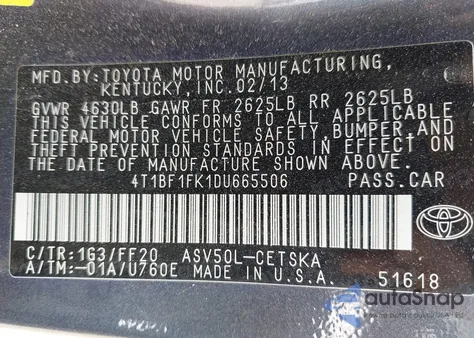 MFD.BY:TOYOTA MOTOR MANUFACTURING,
KENTUCKY,INC.02/13
GVWR 4630LB GAWR FR 2625LB RR 2625LB
THIS VEHICLE CONFORMS TO ALL APPLICABLE
FEDERAL MOTOR VEHICLE SAFETY,BUMPER,AND
THEFT PREVENTION STANDARDS IN EFFECT ON
THE DATE OF MANUFACTURE SHOWN ABOVE.
4T1BF1FK1DU665506 PASS.CAR
C/TR:1G3/FF20 ASV50L-CETSKA
A/TM:-01A/U760E MADE IN U.S.A. 51618
autoSnap